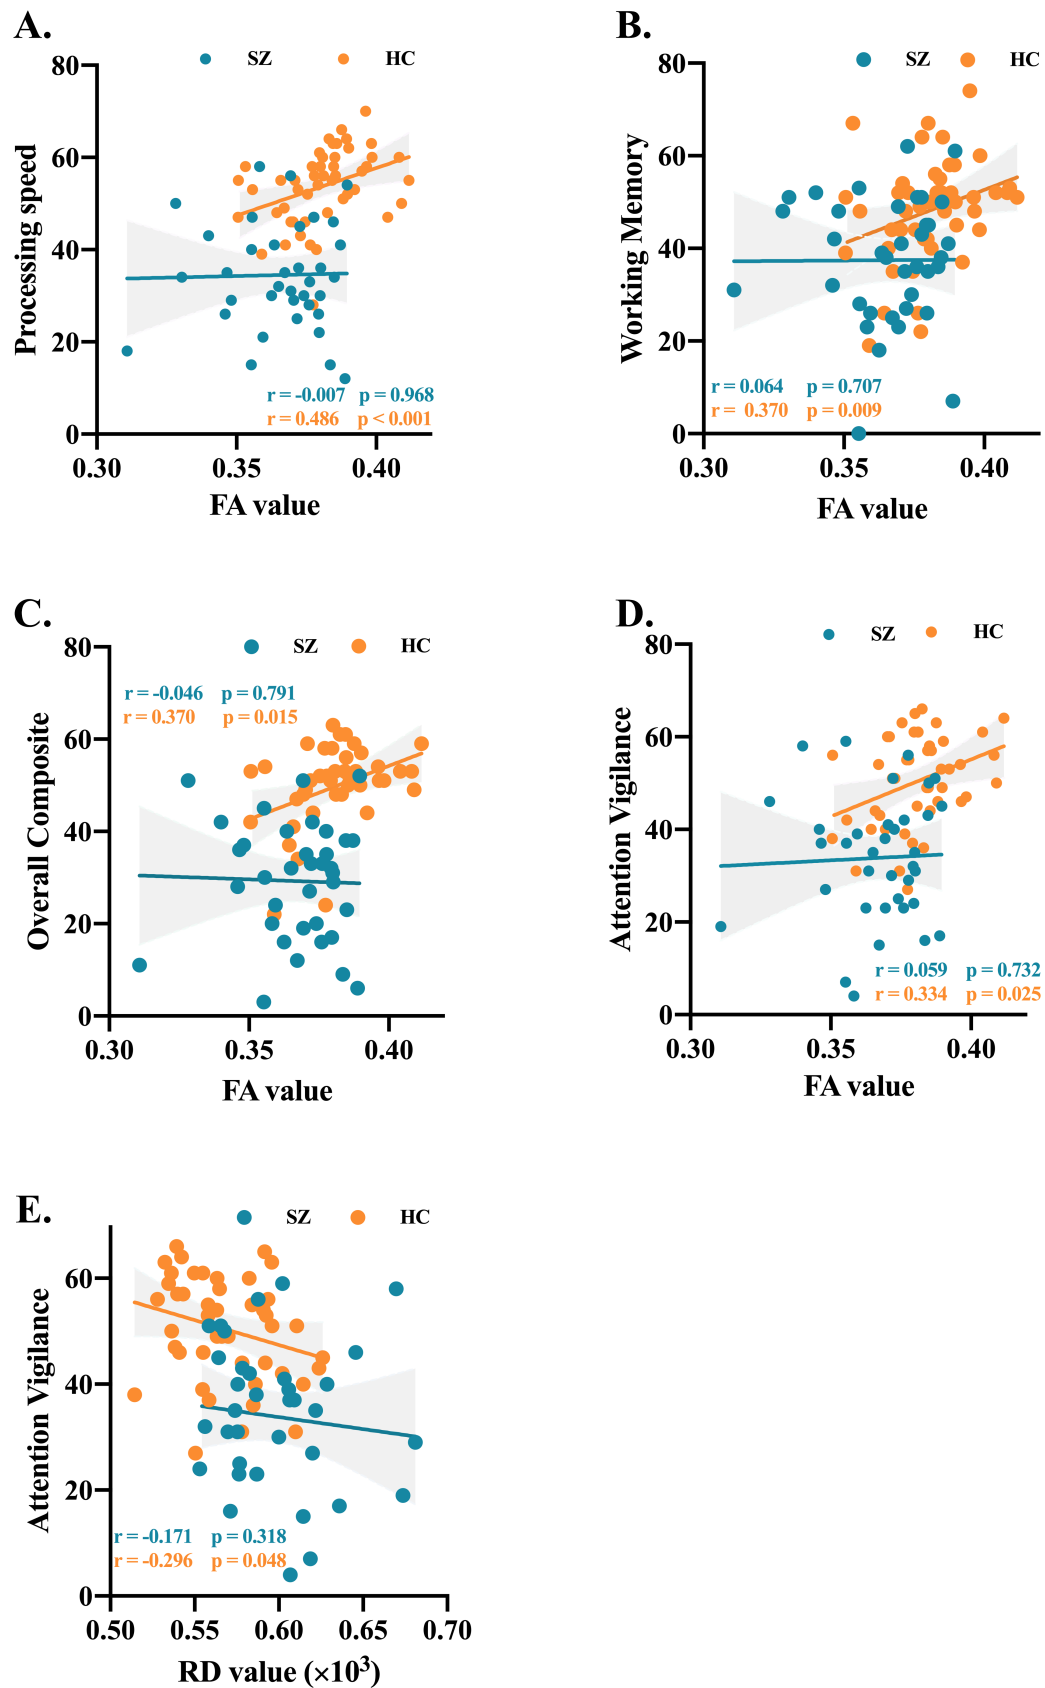 A.
SZ HC
80
60
40
20
0
Processing speed
r = -0.007 p = 0.968
r = 0.486 p < 0.001
0.30 0.35 0.40
FA value
B.
SZ HC
80
60
40
20
0
Working Memory
r = 0.064 p = 0.707
r = 0.370 p = 0.009
0.30 0.35 0.40
FA value
C.
SZ HC
80
60
40
20
0
Overall Composite
r = -0.046 p = 0.791
r = 0.370 p = 0.015
0.30 0.35 0.40
FA value
D.
SZ HC
80
60
40
20
0
Attention Vigilance
r = 0.059 p = 0.732
r = 0.334 p = 0.025
0.30 0.35 0.40
FA value
E.
SZ HC
60
40
20
0
Attention Vigilance
r = -0.171 p = 0.318
r = -0.296 p = 0.048
0.50 0.55 0.60 0.65 0.70
RD value (×10³)